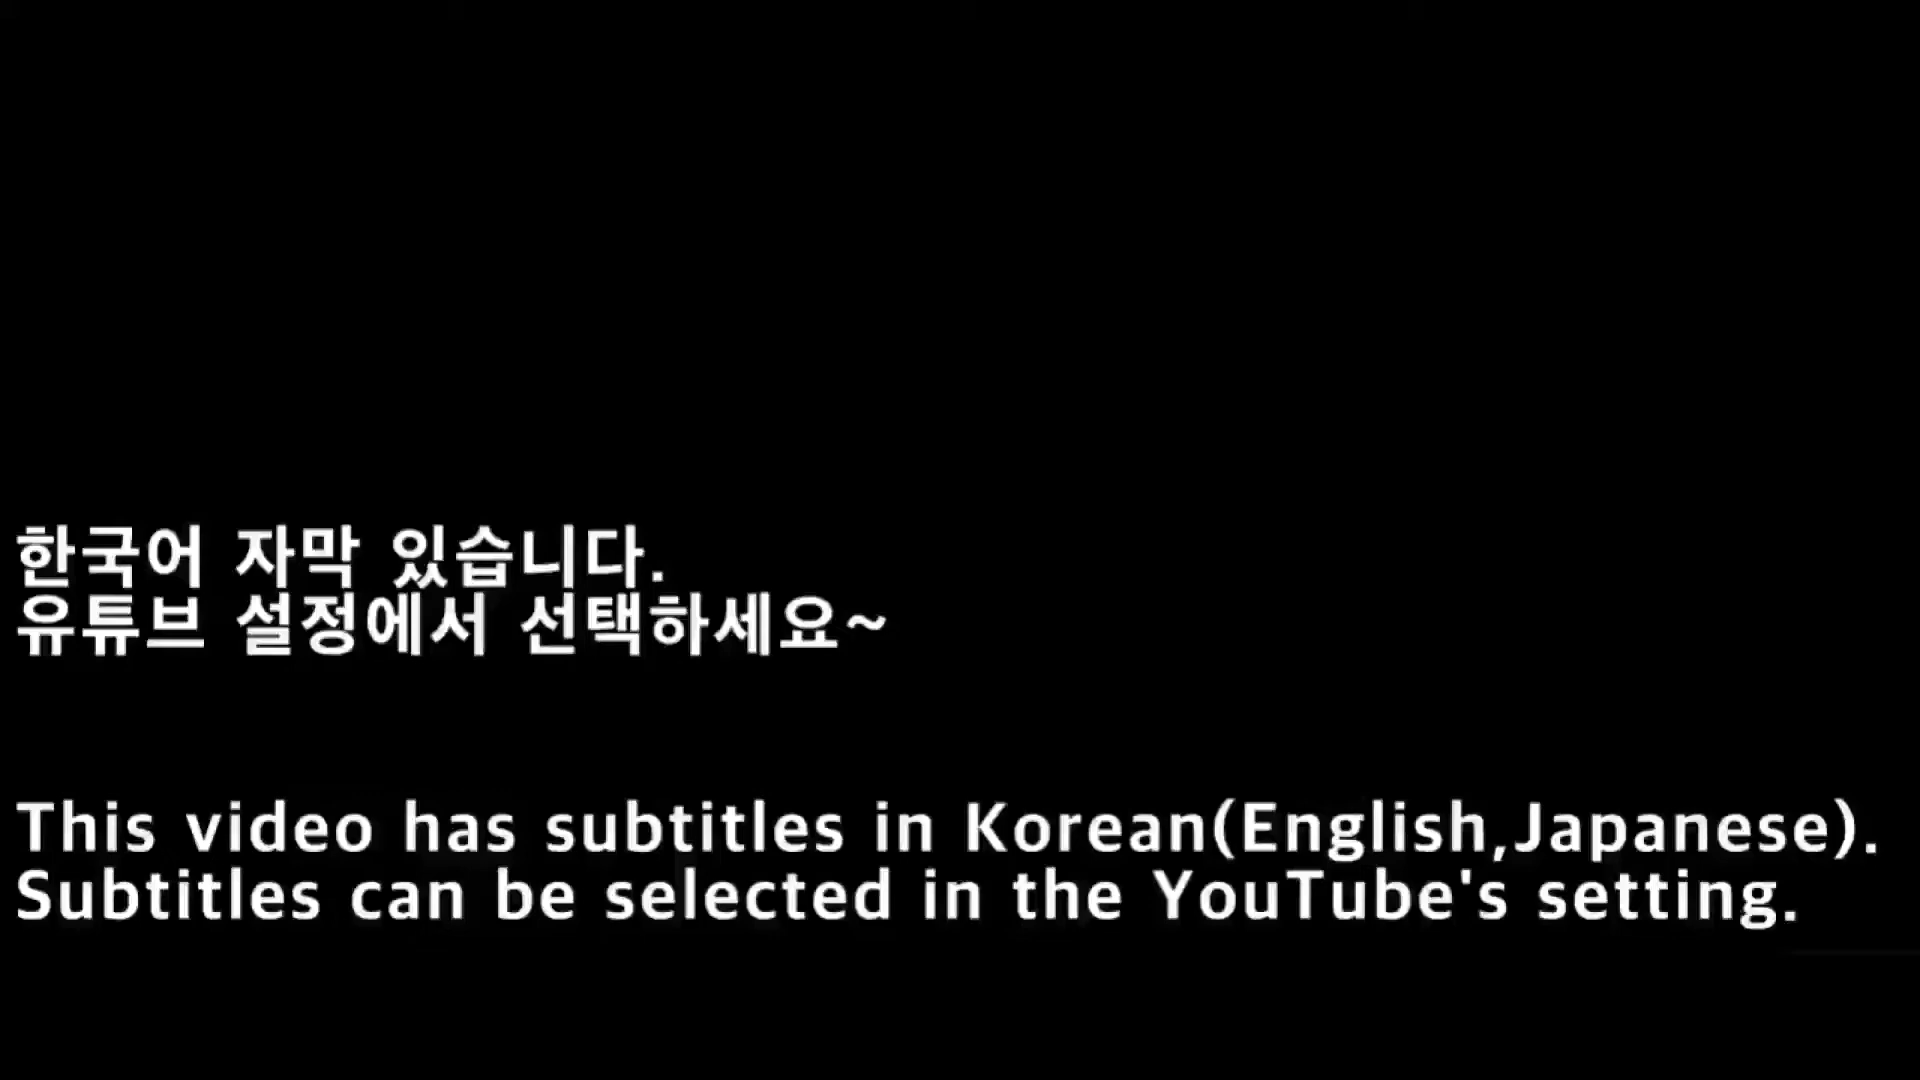 한국어 자막 있습니다.
유튜브 설정에서 선택하세요~
This video has subtitles in Korean(English,Japanese).
Subtitles can be selected in the YouTube's setting.